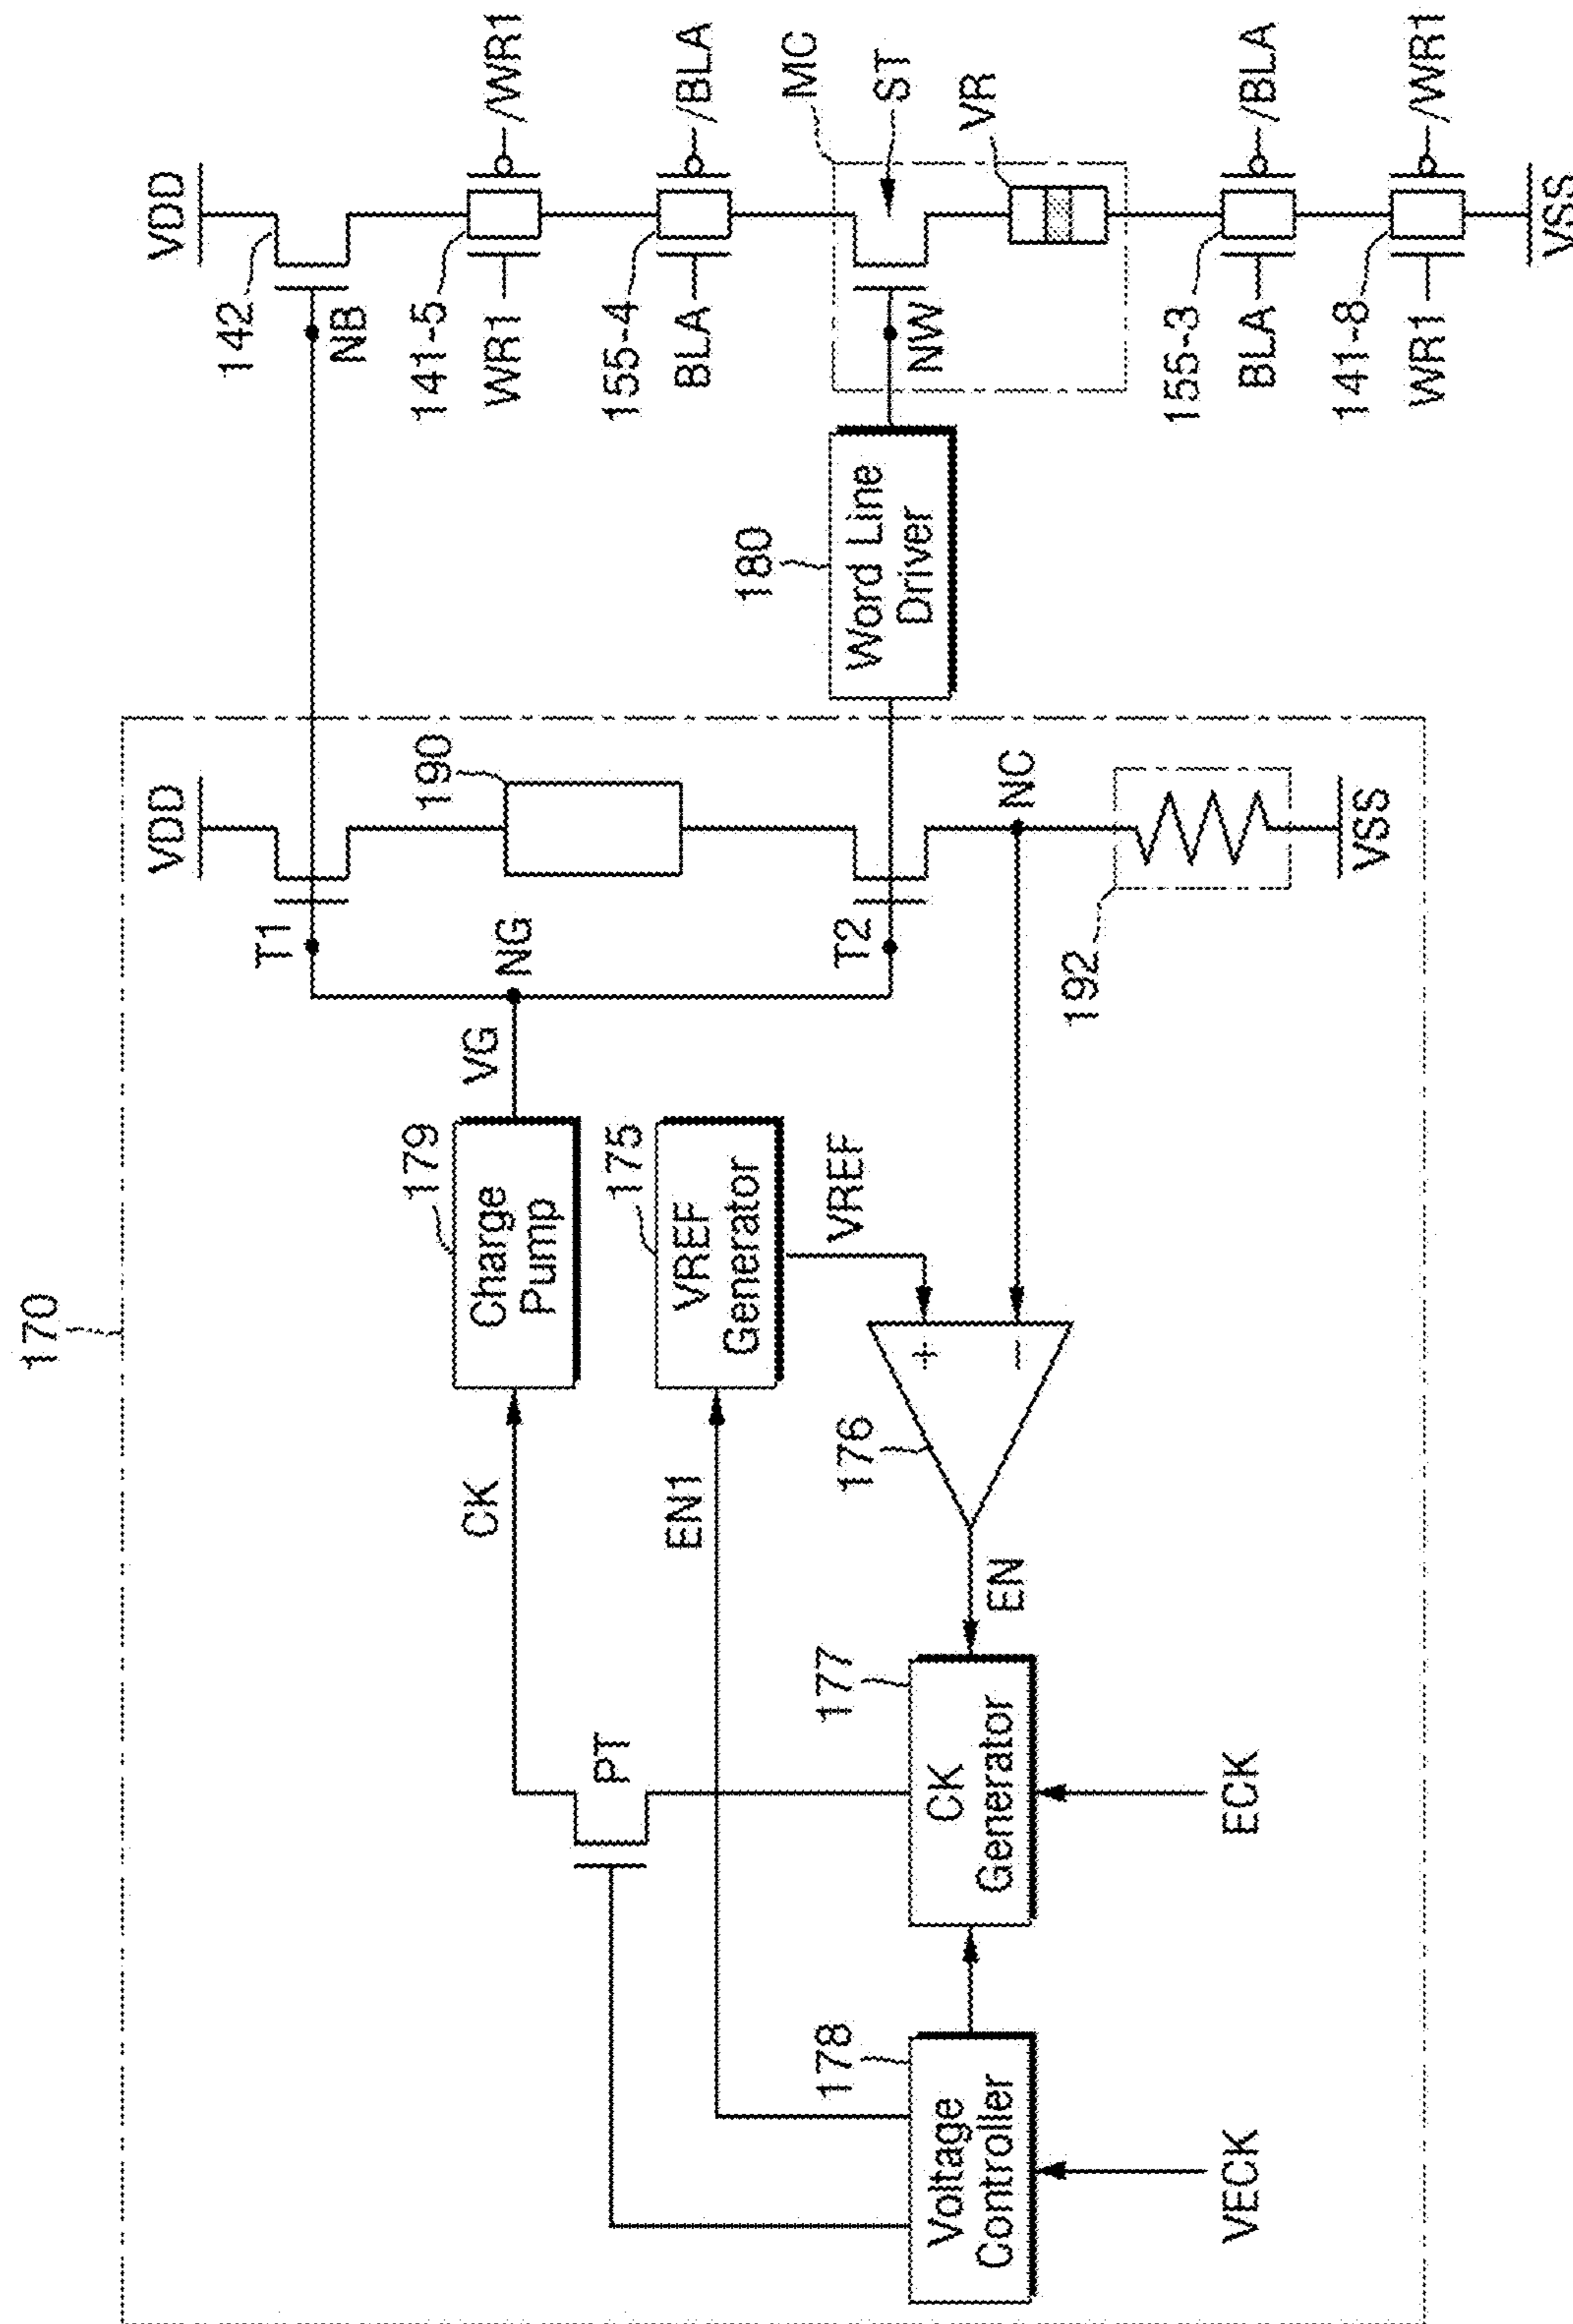 170
VDD
142
NB
141-5
/WR1
WR1
155-4
/BLA
BLA
MC
ST
VR
NW
155-3
/BLA
BLA
141-8
/WR1
WR1
VSS
180
Word Line
Driver
VDD
T1
190
NG
VG
T2
NC
192
VSS
179
Charge
Pump
175
VREF
Generator
VREF
CK
EN1
176
+
−
EN
PT
177
CK
Generator
ECK
178
Voltage
Controller
VECK